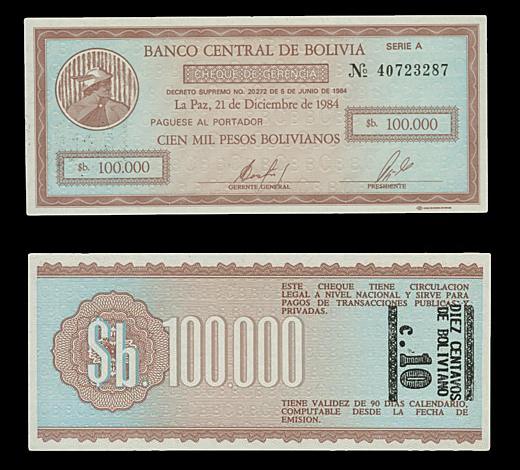 BANCO CENTRAL DE BOLIVIA
SERIE A
CHEQUE DE GERENCIA
Nº 40723287
DECRETO SUPREMO NO. 20272 DE 5 DE JUNIO DE 1984
La Paz, 21 de Diciembre de 1984
PAGUESE AL PORTADOR
$b. 100.000
CIEN MIL PESOS BOLIVIANOS
$b. 100.000
GERENTE GENERAL
PRESIDENTE
ESTE CHEQUE TIENE CIRCULACION
LEGAL A NIVEL NACIONAL Y SIRVE PARA
PAGOS DE TRANSACCIONES PUBLICAS Y
PRIVADAS.
$b. 100.000
DIEZ CENTAVOS
DE BOLIVIANO
c. 10
TIENE VALIDEZ DE 90 DIAS CALENDARIO,
COMPUTABLE DESDE LA FECHA DE
EMISION.